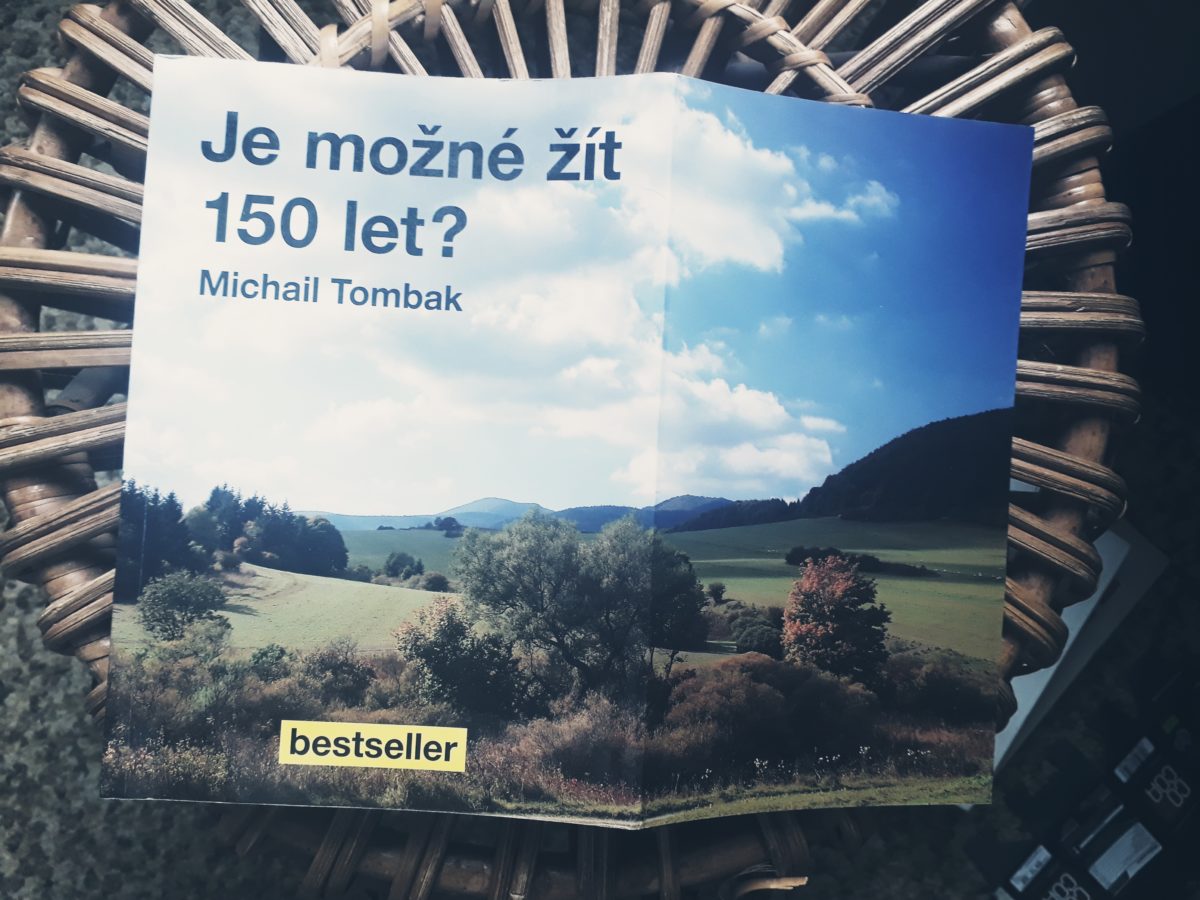 Je možné žít
150 let?
Michail Tombak
bestseller